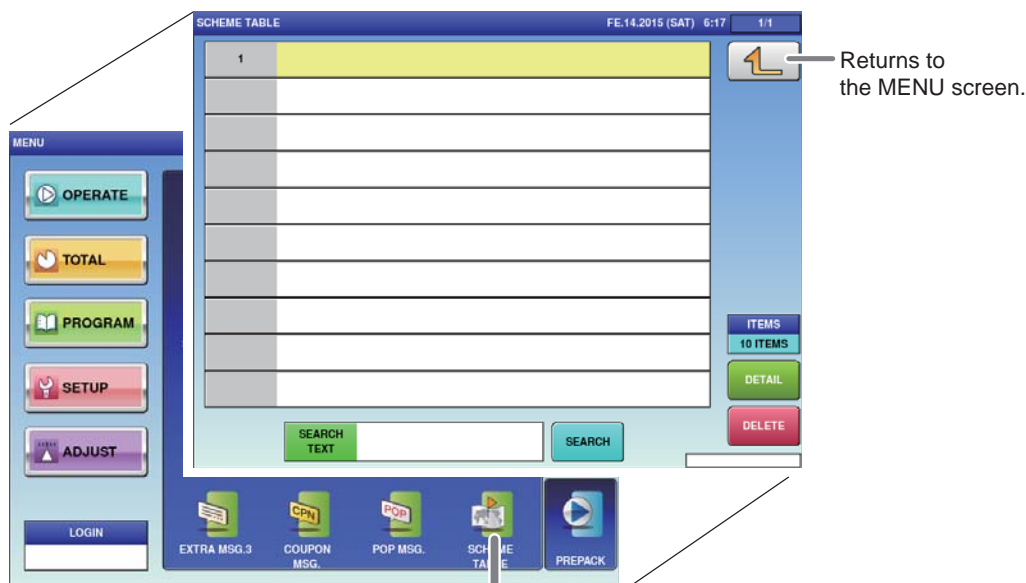 SCHEME TABLE
FE.14.2015 (SAT) 6:17 1/1
1
Returns to
the MENU screen.
MENU
OPERATE
TOTAL
PROGRAM
SETUP
ADJUST
LOGIN
ITEMS
10 ITEMS
DETAIL
DELETE
SEARCH
TEXT
SEARCH
EXTRA MSG.3
COUPON
MSG.
POP MSG.
CPN
POP
SCHEME
TABLE
PREPACK